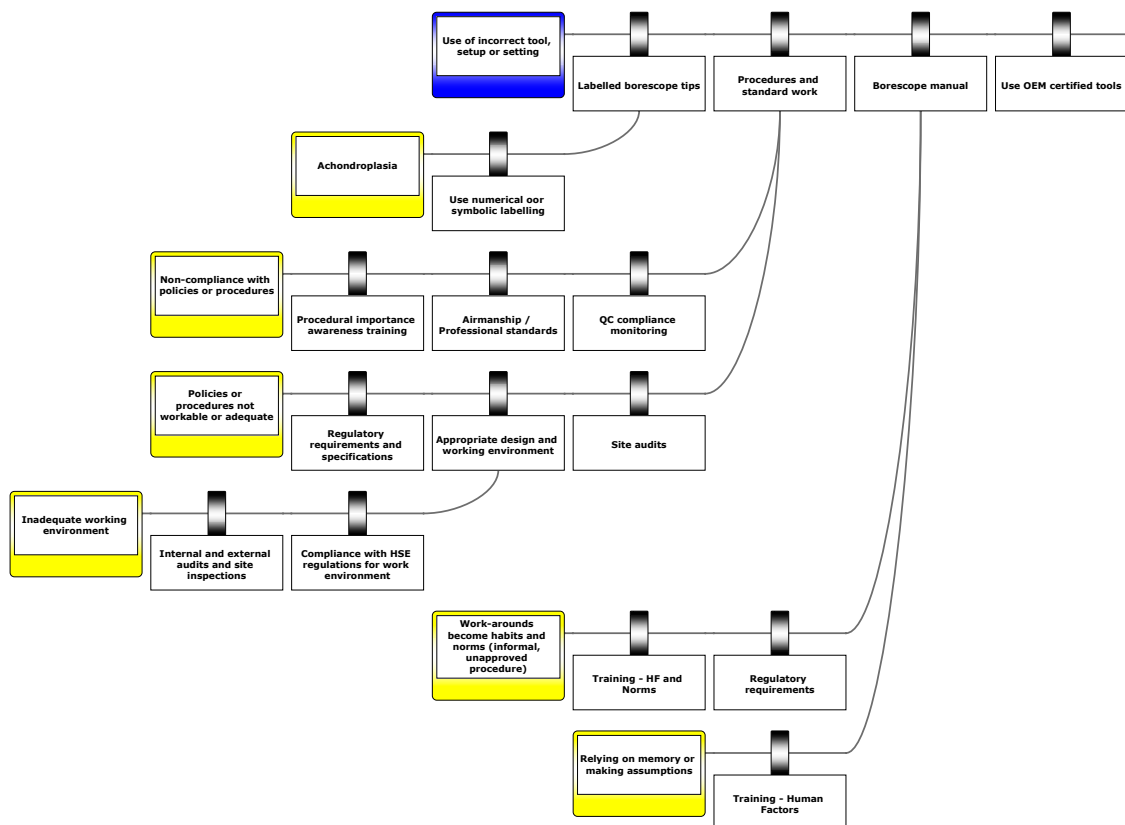 Use of incorrect tool,
setup or setting
Labelled borescope tips
Procedures and
standard work
Borescope manual
Use OEM certified tools
Achondroplasia
Use numerical oor
symbolic labelling
Non-compliance with
policies or procedures
Procedural importance
awareness training
Airmanship /
Professional standards
QC compliance
monitoring
Policies or
procedures not
workable or adequate
Regulatory
requirements and
specifications
Appropriate design and
working environment
Site audits
Inadequate working
environment
Internal and external
audits and site
inspections
Compliance with HSE
regulations for work
environment
Work-arounds
become habits and
norms (informal,
unapproved
procedure)
Training - HF and
Norms
Regulatory
requirements
Relying on memory or
making assumptions
Training - Human
Factors